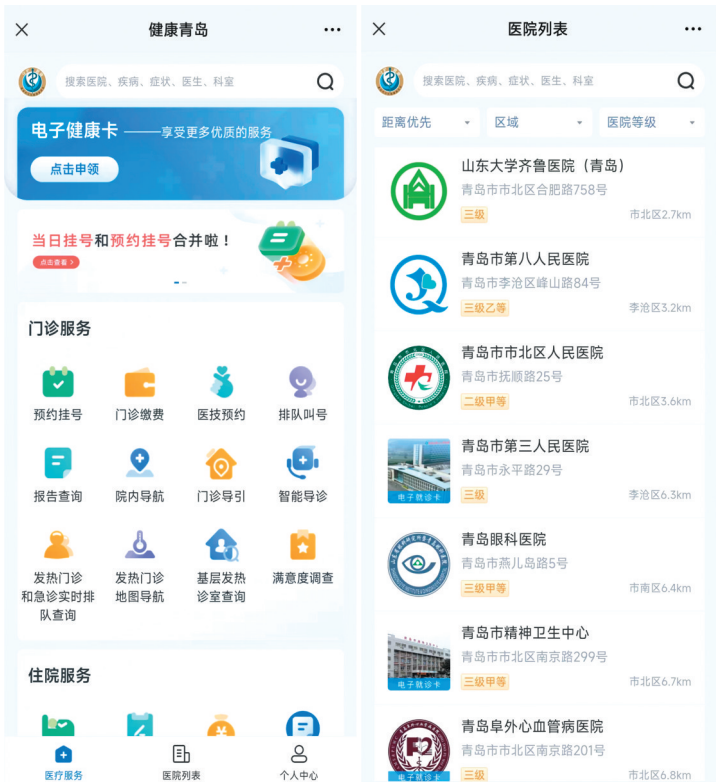 健康青岛
搜索医院、疾病、症状、医生、科室
电子健康卡 ——享受更多优质的服务
点击申领
当日挂号和预约挂号合并啦！
点击查看 >
门诊服务
预约挂号
门诊缴费
医技预约
排队叫号
报告查询
院内导航
门诊导引
智能导诊
发热门诊
和急诊实时排
队查询
发热门诊
地图导航
基层发热
诊室查询
满意度调查
住院服务
医疗服务
医院列表
个人中心
医院列表
搜索医院、疾病、症状、医生、科室
距离优先
区域
医院等级
山东大学齐鲁医院（青岛）
青岛市市北区合肥路758号
三级
市北区2.7km
青岛市第八人民医院
青岛市李沧区峰山路84号
三级乙等
李沧区3.2km
青岛市市北区人民医院
青岛市抚顺路25号
二级甲等
市北区3.6km
青岛市第三人民医院
青岛市永平路29号
电子就诊卡
三级
李沧区6.3km
青岛眼科医院
青岛市燕儿岛路5号
三级甲等
市南区6.4km
青岛市精神卫生中心
青岛市市北区南京路299号
电子就诊卡
三级甲等
市北区6.7km
青岛阜外心血管病医院
青岛市市北区南京路201号
电子就诊卡
三级
市北区6.8km